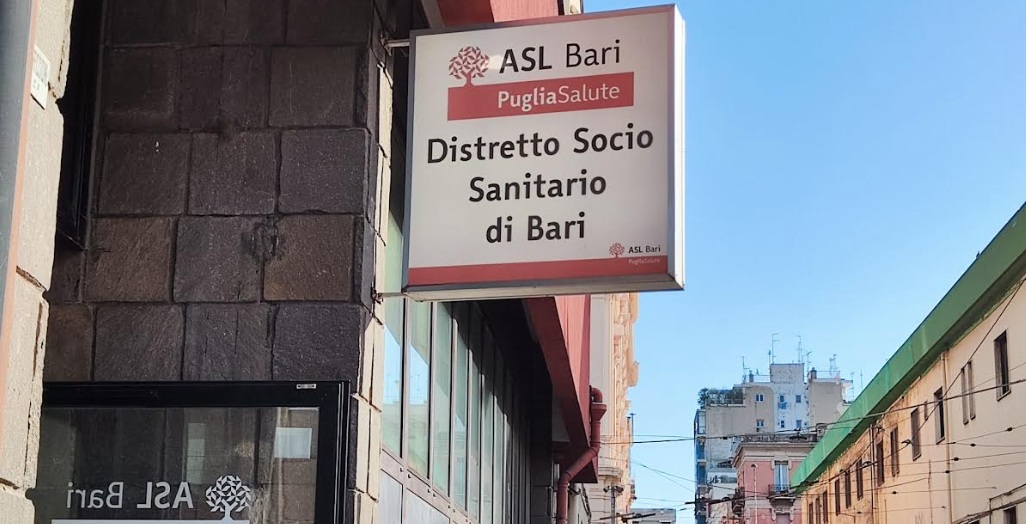 ASL Bari
PugliaSalute
Distretto Socio
Sanitario
di Bari
ASL Bari
PugliaSalute
ASL Bari